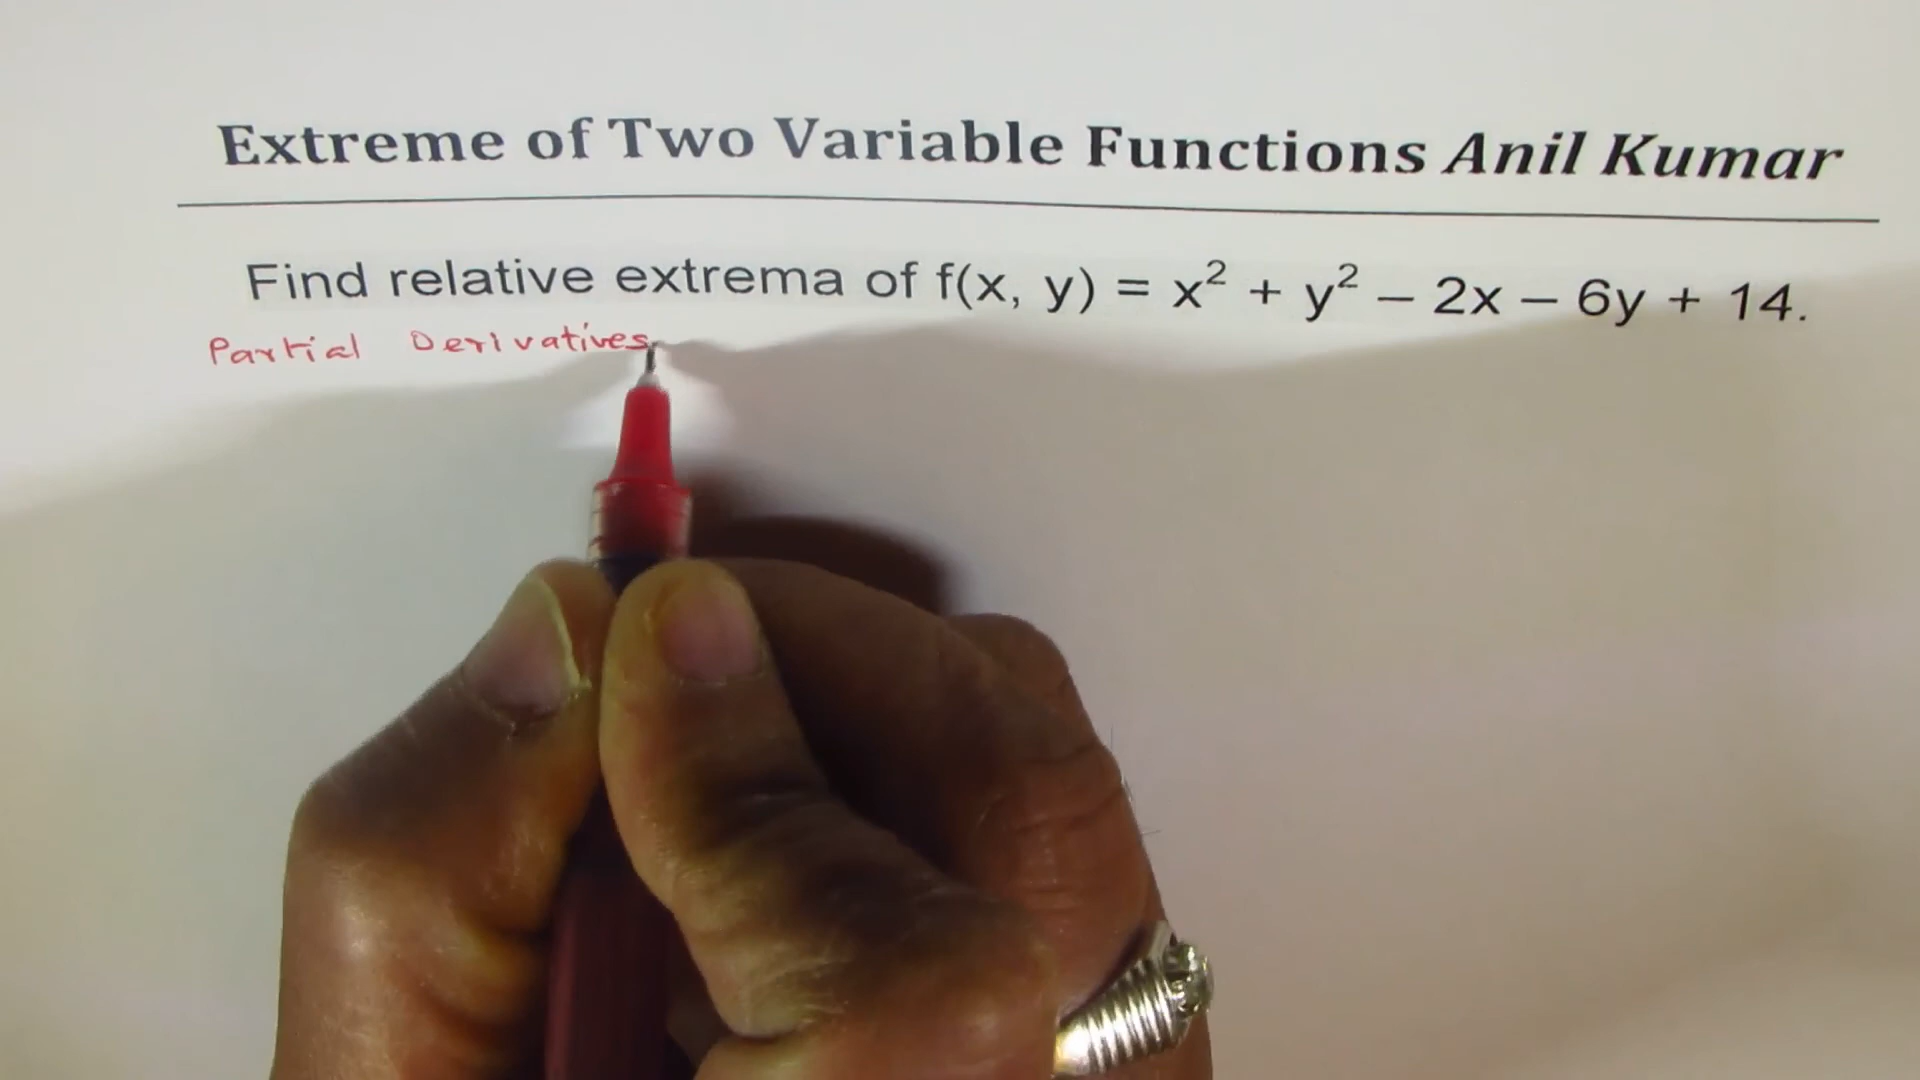 Extreme of Two Variable Functions Anil Kumar
Find relative extrema of f(x, y) = x² + y² – 2x – 6y + 14.
Partial Derivatives